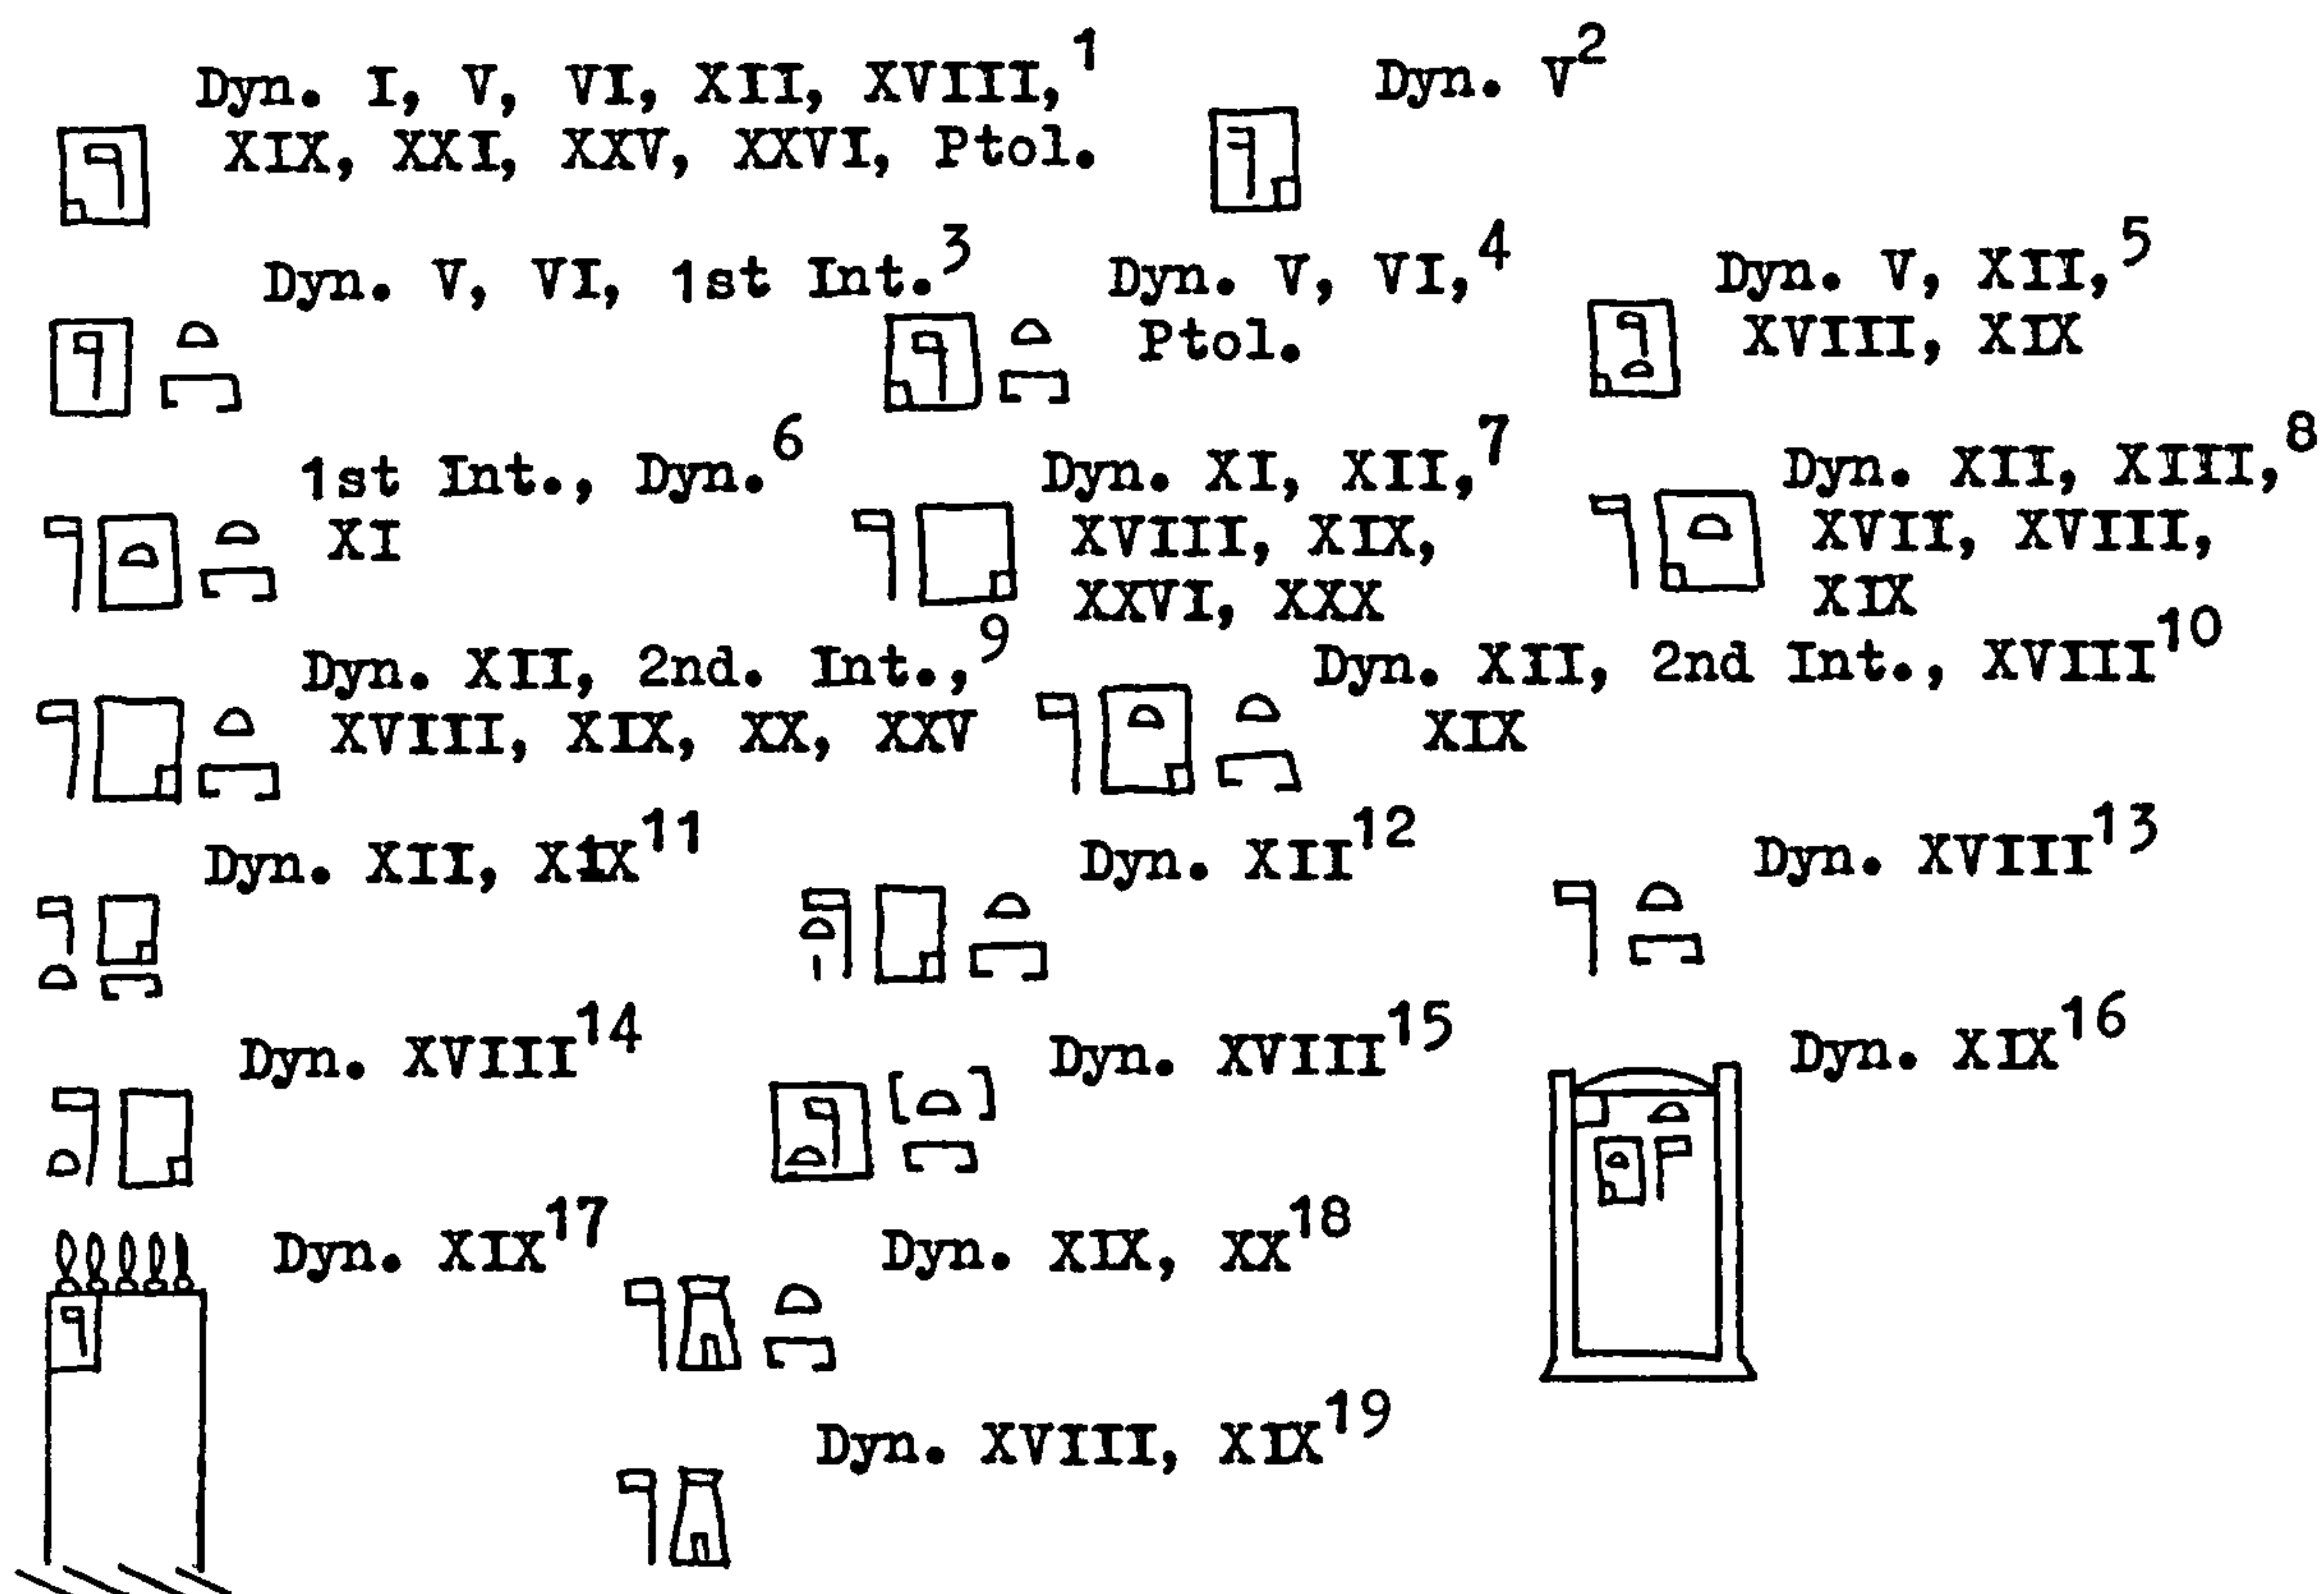 Dyn. I, V, VI, XII, XVIII,¹
XIX, XXI, XXV, XXVI, Ptol.
Dyn. V²
Dyn. V, VI, 1st Int.³
Dyn. V, VI,⁴
Ptol.
Dyn. V, XII,⁵
XVIII, XIX
1st Int., Dyn.⁶
XI
Dyn. XI, XII,⁷
XVIII, XIX,
XXVI, XXX
Dyn. XII, XIII,⁸
XVII, XVIII,
XIX
Dyn. XII, 2nd. Int.,⁹
XVIII, XIX, XX, XXV
Dyn. XII, 2nd Int., XVIII¹⁰
XIX
Dyn. XII, XIX¹¹
Dyn. XII¹²
Dyn. XVIII¹³
Dyn. XVIII¹⁴
Dyn. XVIII¹⁵
Dyn. XIX¹⁶
Dyn. XIX¹⁷
Dyn. XIX, XX¹⁸
Dyn. XVIII, XIX¹⁹